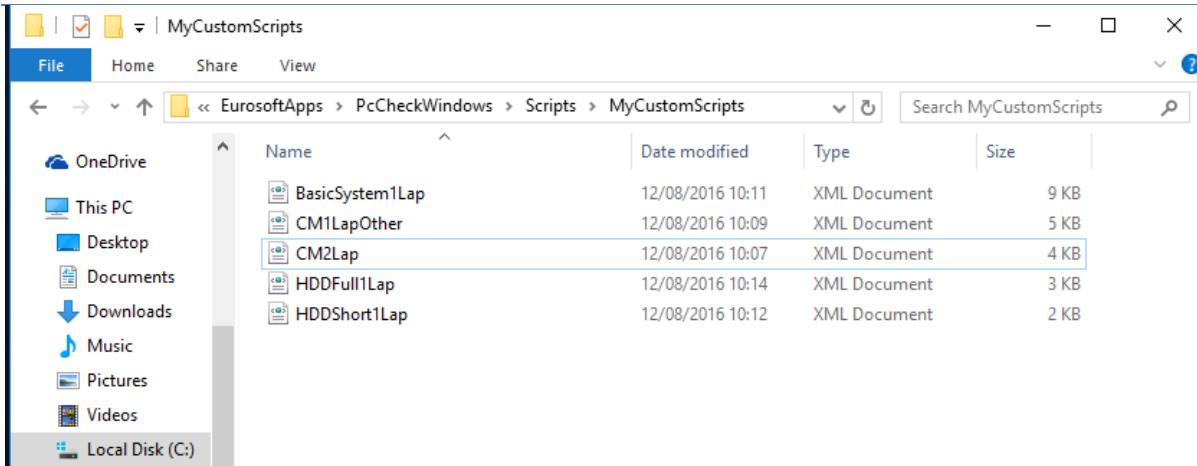 MyCustomScripts
File Home Share View
« EurosoftApps > PcCheckWindows > Scripts > MyCustomScripts Search MyCustomScripts
OneDrive
This PC
Desktop
Documents
Downloads
Music
Pictures
Videos
Local Disk (C:)
Name Date modified Type Size
BasicSystem1Lap 12/08/2016 10:11 XML Document 9 KB
CM1LapOther 12/08/2016 10:09 XML Document 5 KB
CM2Lap 12/08/2016 10:07 XML Document 4 KB
HDDFull1Lap 12/08/2016 10:14 XML Document 3 KB
HDDShort1Lap 12/08/2016 10:12 XML Document 2 KB